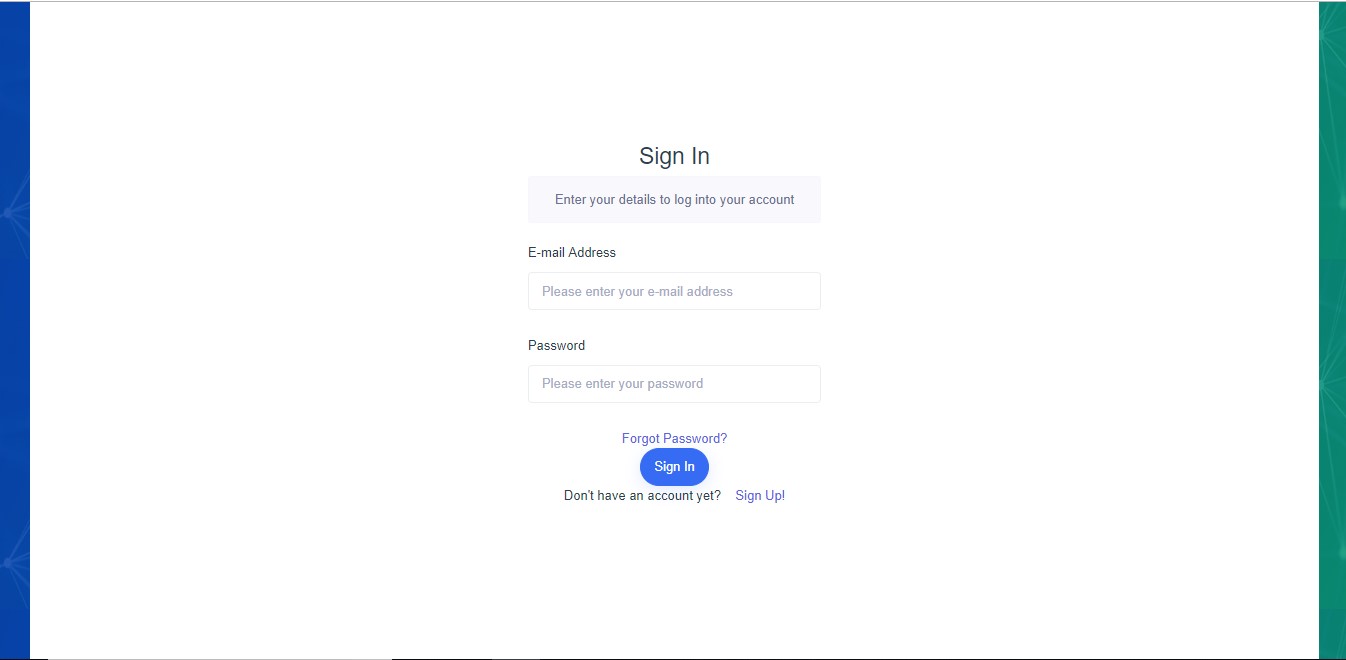 Sign In
Enter your details to log into your account
E-mail Address
Please enter your e-mail address
Password
Please enter your password
Forgot Password?
Sign In
Don't have an account yet? Sign Up!